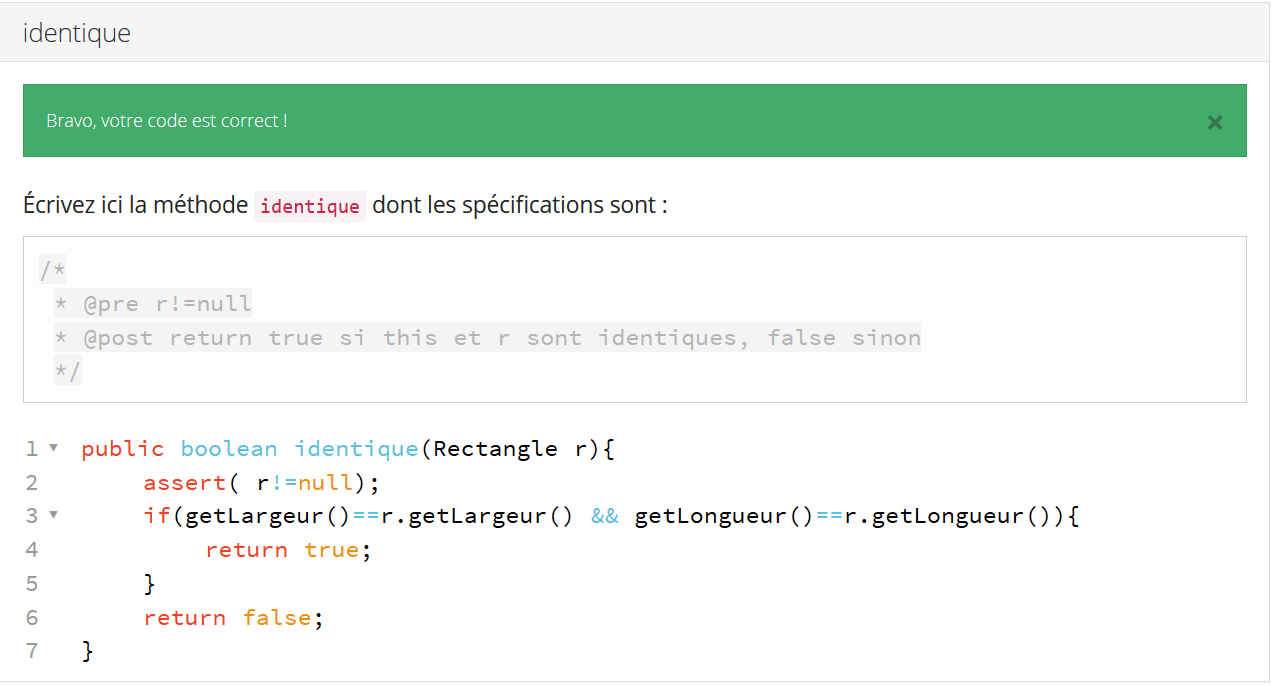 identique
Bravo, votre code est correct !
×
Écrivez ici la méthode identique dont les spécifications sont :
/*
* @pre r!=null
* @post return true si this et r sont identiques, false sinon
*/
1 ▾ public boolean identique(Rectangle r){
2 assert( r!=null);
3 ▾ if(getLargeur()==r.getLargeur() && getLongueur()==r.getLongueur()){
4 return true;
5 }
6 return false;
7 }